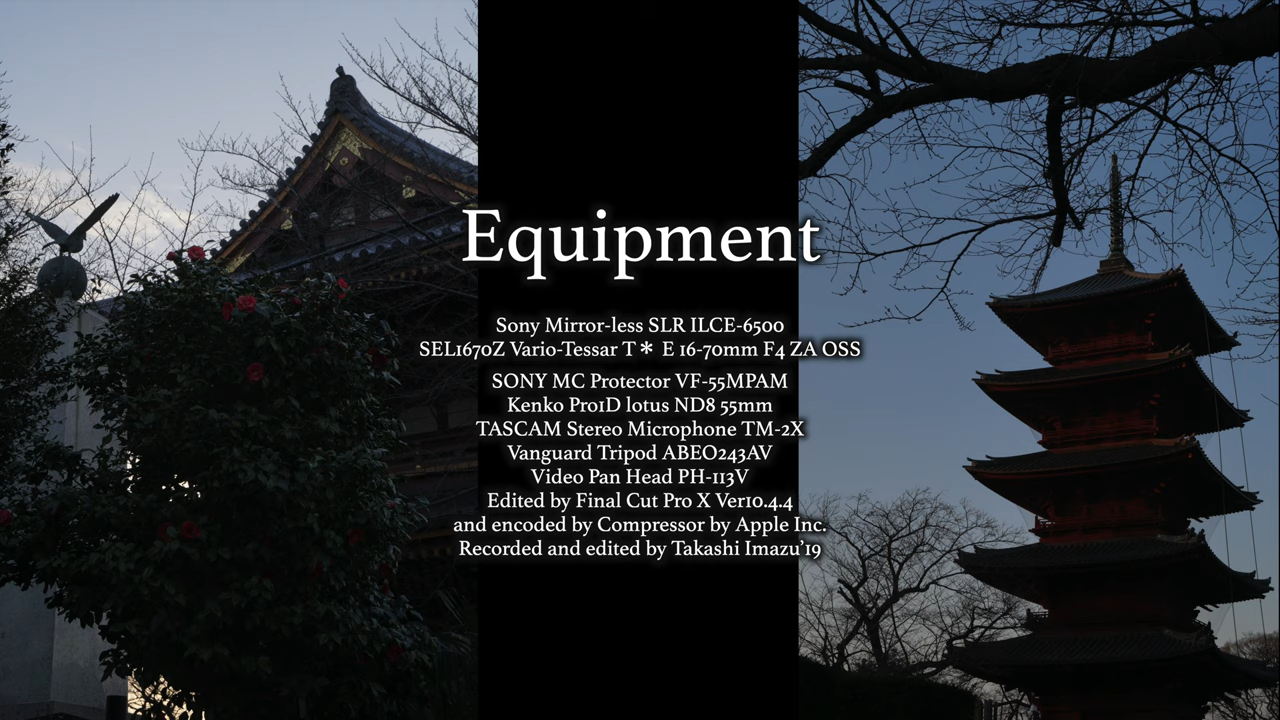 Equipment
Sony Mirror-less SLR ILCE-6500
SEL1670Z Vario-Tessar T＊ E 16-70mm F4 ZA OSS
SONY MC Protector VF-55MPAM
Kenko Pro1D lotus ND8 55mm
TASCAM Stereo Microphone TM-2X
Vanguard Tripod ABEO243AV
Video Pan Head PH-113V
Edited by Final Cut Pro X Ver10.4.4
and encoded by Compressor by Apple Inc.
Recorded and edited by Takashi Imazu'19